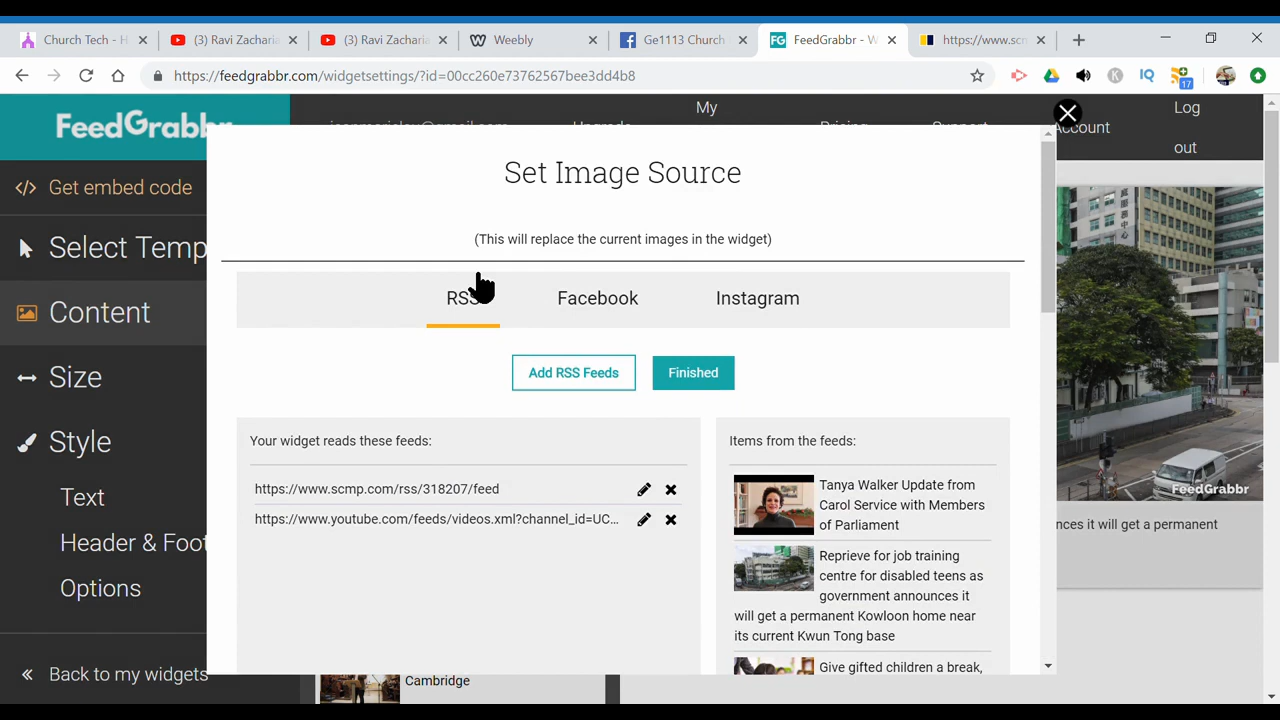 Church Tech - H
(3) Ravi Zacharia
(3) Ravi Zacharia
Weebly
Ge1113 Church
FG
FeedGrabbr - W
https://www.scm
https://feedgrabbr.com/widgetsettings/?id=00cc260e73762567bee3dd4b8
IQ
17
FeedGrabbr
My
Pricing
Support
Account
Log
out
Get embed code
Select Temp
Content
Size
Style
Text
Header & Foot
Options
Back to my widgets
Set Image Source
(This will replace the current images in the widget)
RSS
Facebook
Instagram
Add RSS Feeds
Finished
Your widget reads these feeds:
https://www.scmp.com/rss/318207/feed
https://www.youtube.com/feeds/videos.xml?channel_id=UC...
Items from the feeds:
Tanya Walker Update from
Carol Service with Members
of Parliament
Reprieve for job training
centre for disabled teens as
government announces it
will get a permanent Kowloon home near
its current Kwun Tong base
Give gifted children a break,
FeedGrabbr
nces it will get a permanent
Cambridge